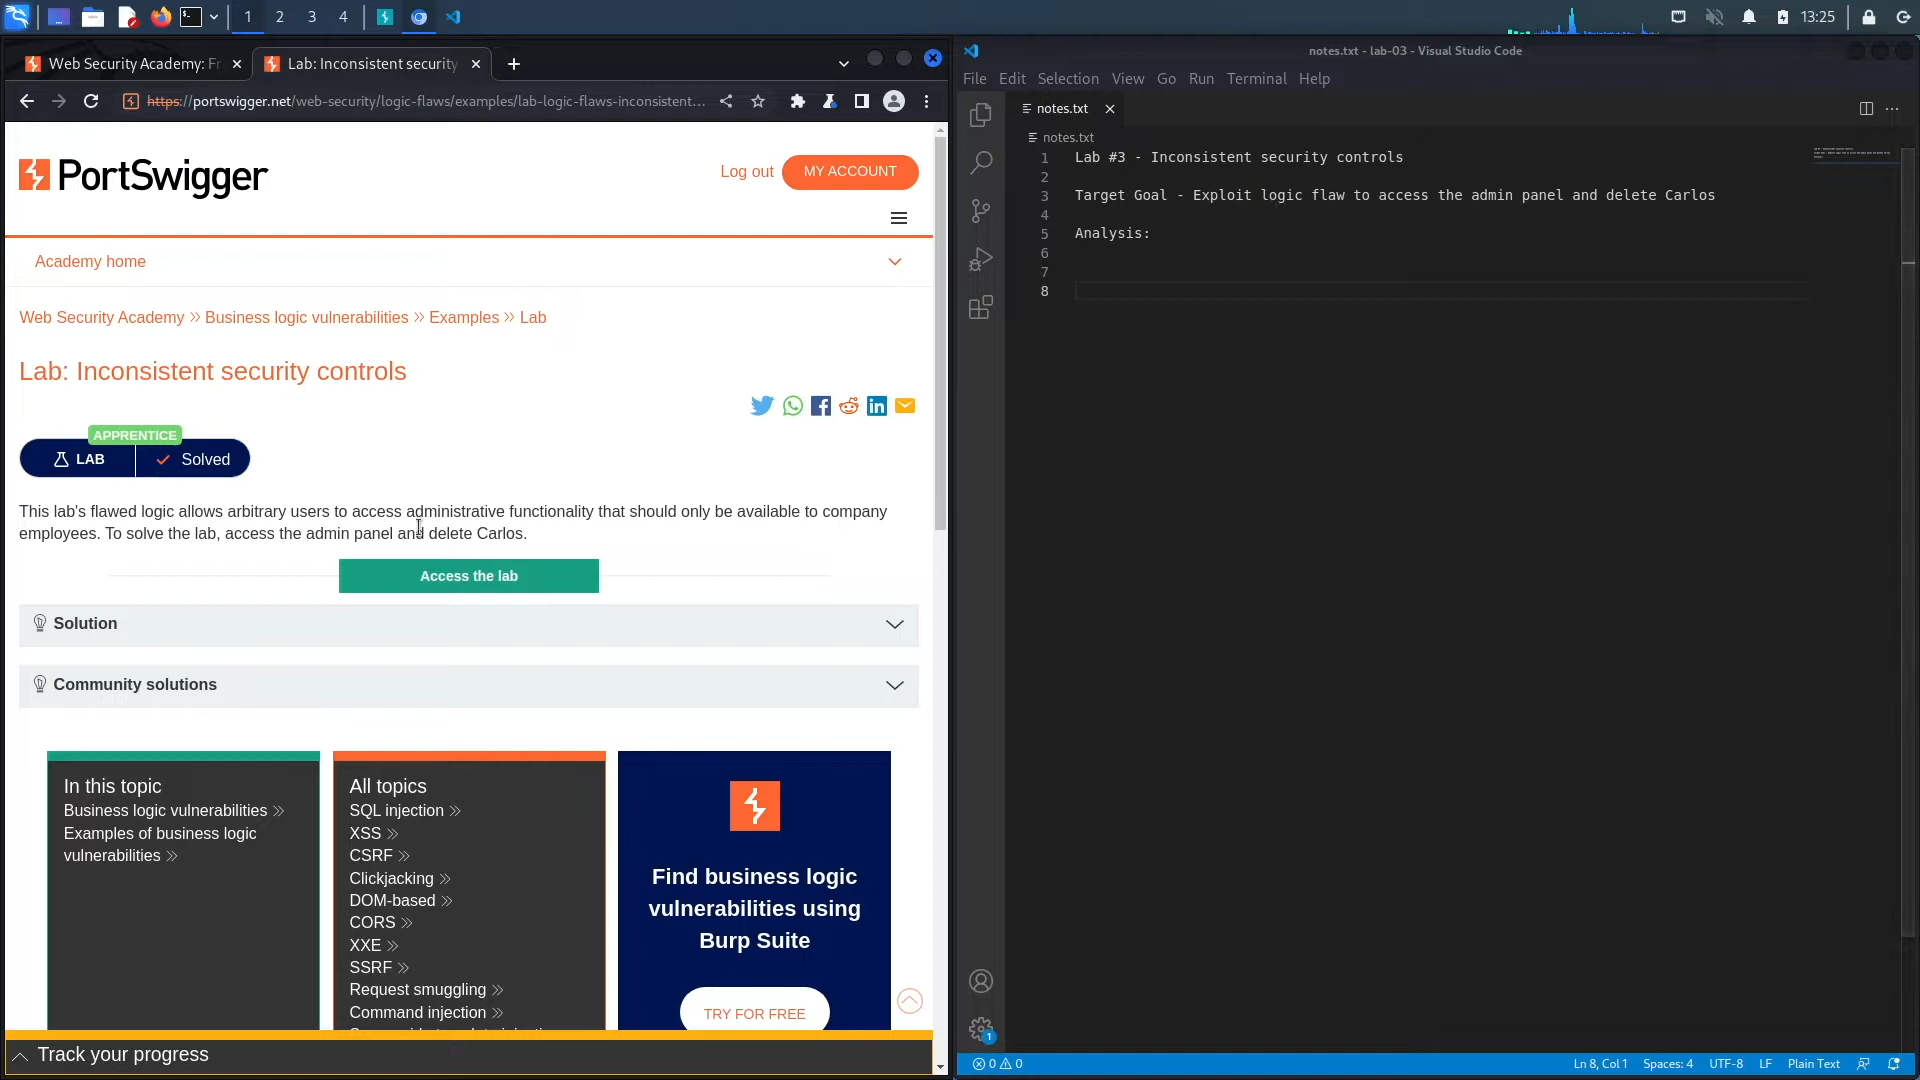 1
2
3
4
13:25
Web Security Academy: Fr
Lab: Inconsistent security
https://portswigger.net/web-security/logic-flaws/examples/lab-logic-flaws-inconsistent...
PortSwigger
Log out
MY ACCOUNT
Academy home
Web Security Academy » Business logic vulnerabilities » Examples » Lab
Lab: Inconsistent security controls
APPRENTICE
LAB
Solved
This lab's flawed logic allows arbitrary users to access administrative functionality that should only be available to company
employees. To solve the lab, access the admin panel and delete Carlos.
Access the lab
Solution
Community solutions
In this topic
Business logic vulnerabilities »
Examples of business logic
vulnerabilities »
All topics
SQL injection »
XSS »
CSRF »
Clickjacking »
DOM-based »
CORS »
XXE »
SSRF »
Request smuggling »
Command injection »
Find business logic
vulnerabilities using
Burp Suite
TRY FOR FREE
Track your progress
notes.txt - lab-03 - Visual Studio Code
File Edit Selection View Go Run Terminal Help
notes.txt
notes.txt
1 Lab #3 - Inconsistent security controls
2
3 Target Goal - Exploit logic flaw to access the admin panel and delete Carlos
4
5 Analysis:
6
7
8
1
0 0
Ln 8, Col 1 Spaces: 4 UTF-8 LF Plain Text